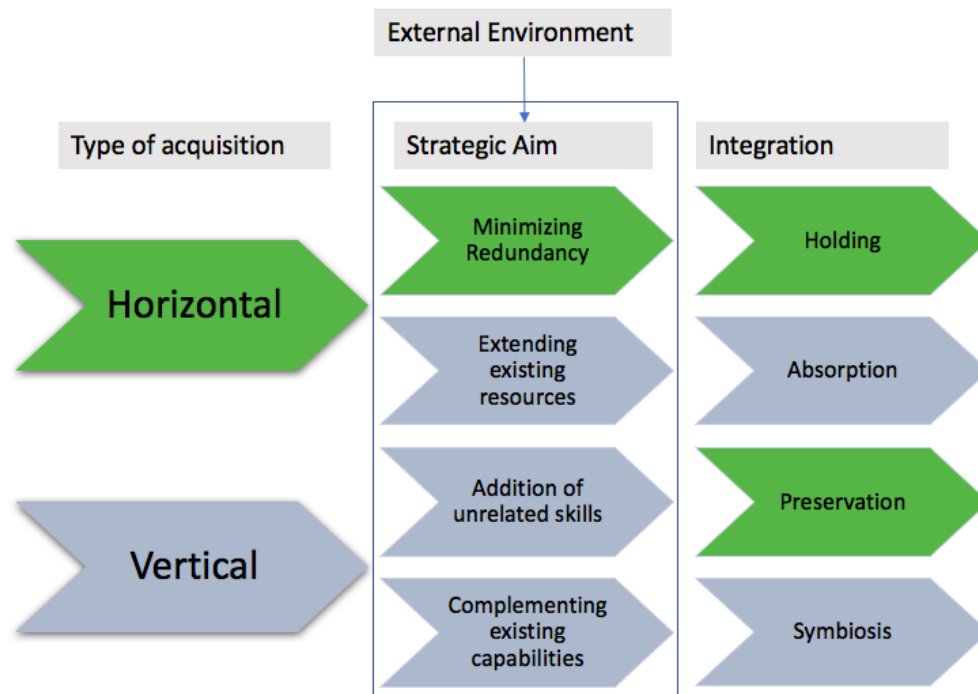 External Environment
Type of acquisition
Strategic Aim
Integration
Horizontal
Minimizing
Redundancy
Holding
Extending
existing
resources
Absorption
Vertical
Addition of
unrelated skills
Preservation
Complementing
existing
capabilities
Symbiosis